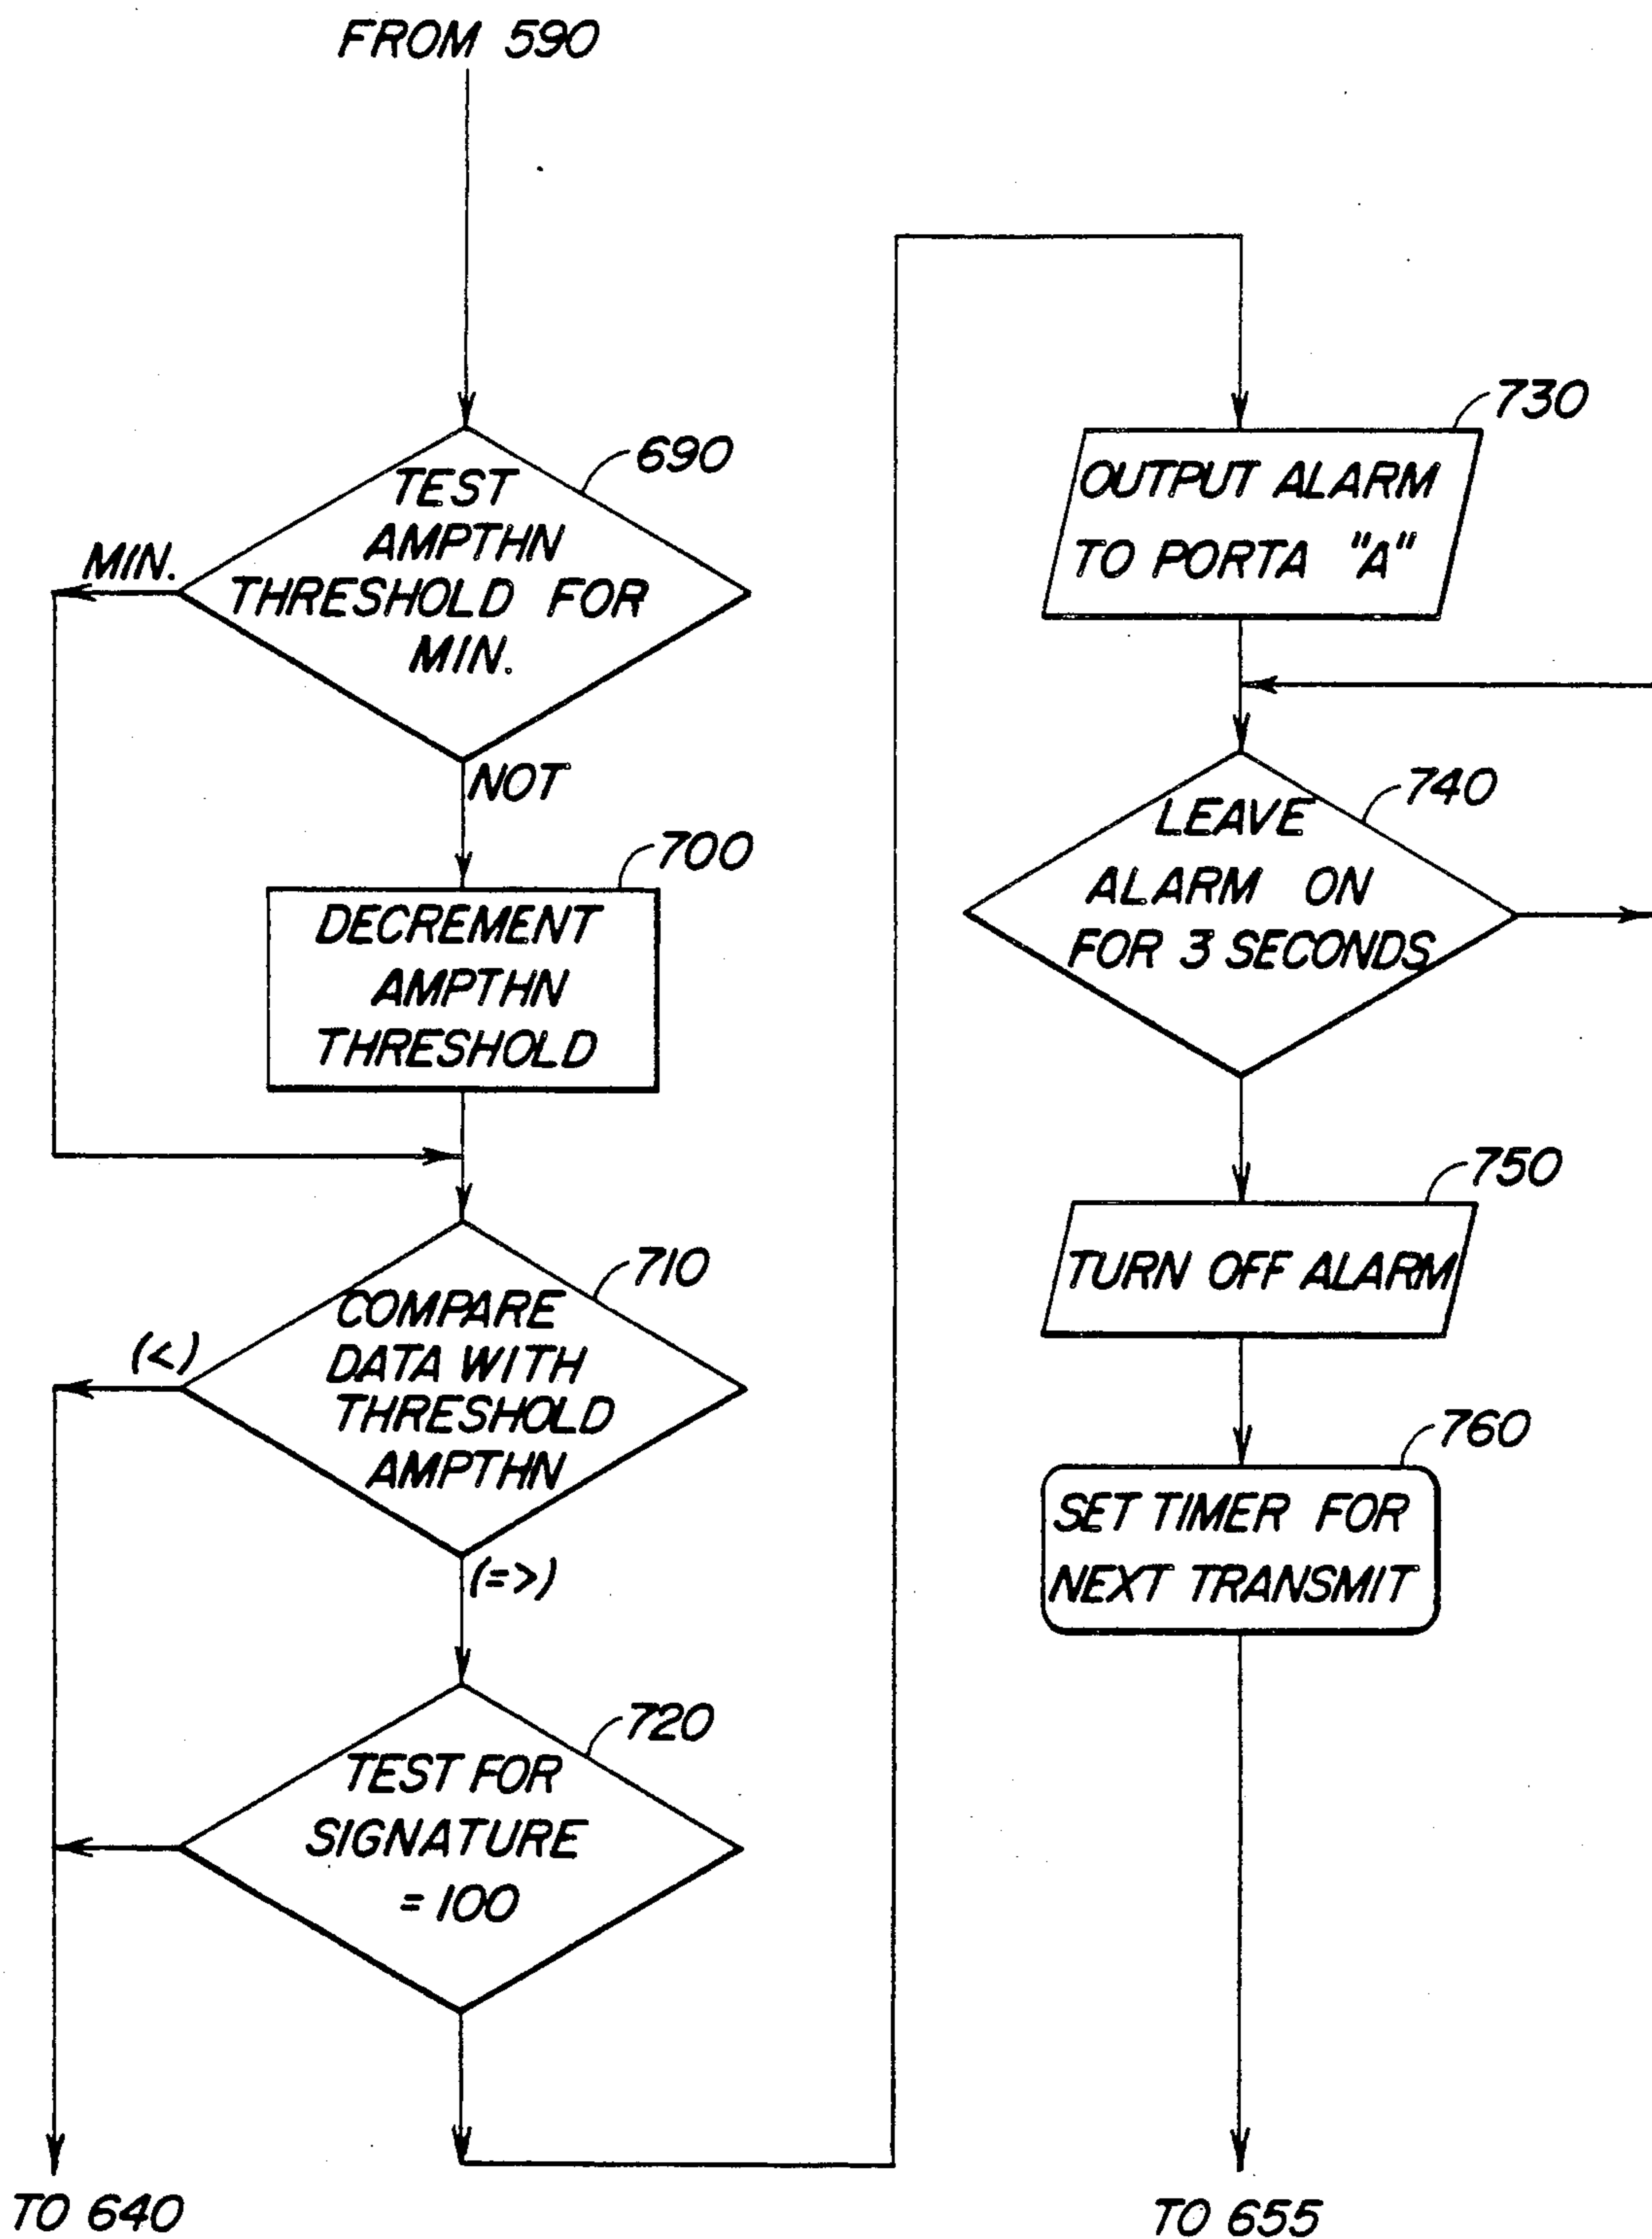 FROM 590
690
TEST
AMPTHN
THRESHOLD FOR
MIN.
MIN.
NOT
700
DECREMENT
AMPTHN
THRESHOLD
710
COMPARE
DATA WITH
THRESHOLD
AMPTHN
(<)
(=>)
720
TEST FOR
SIGNATURE
= 100
TO 640
730
OUTPUT ALARM
TO PORTA "A"
740
LEAVE
ALARM ON
FOR 3 SECONDS
750
TURN OFF ALARM
760
SET TIMER FOR
NEXT TRANSMIT
TO 655